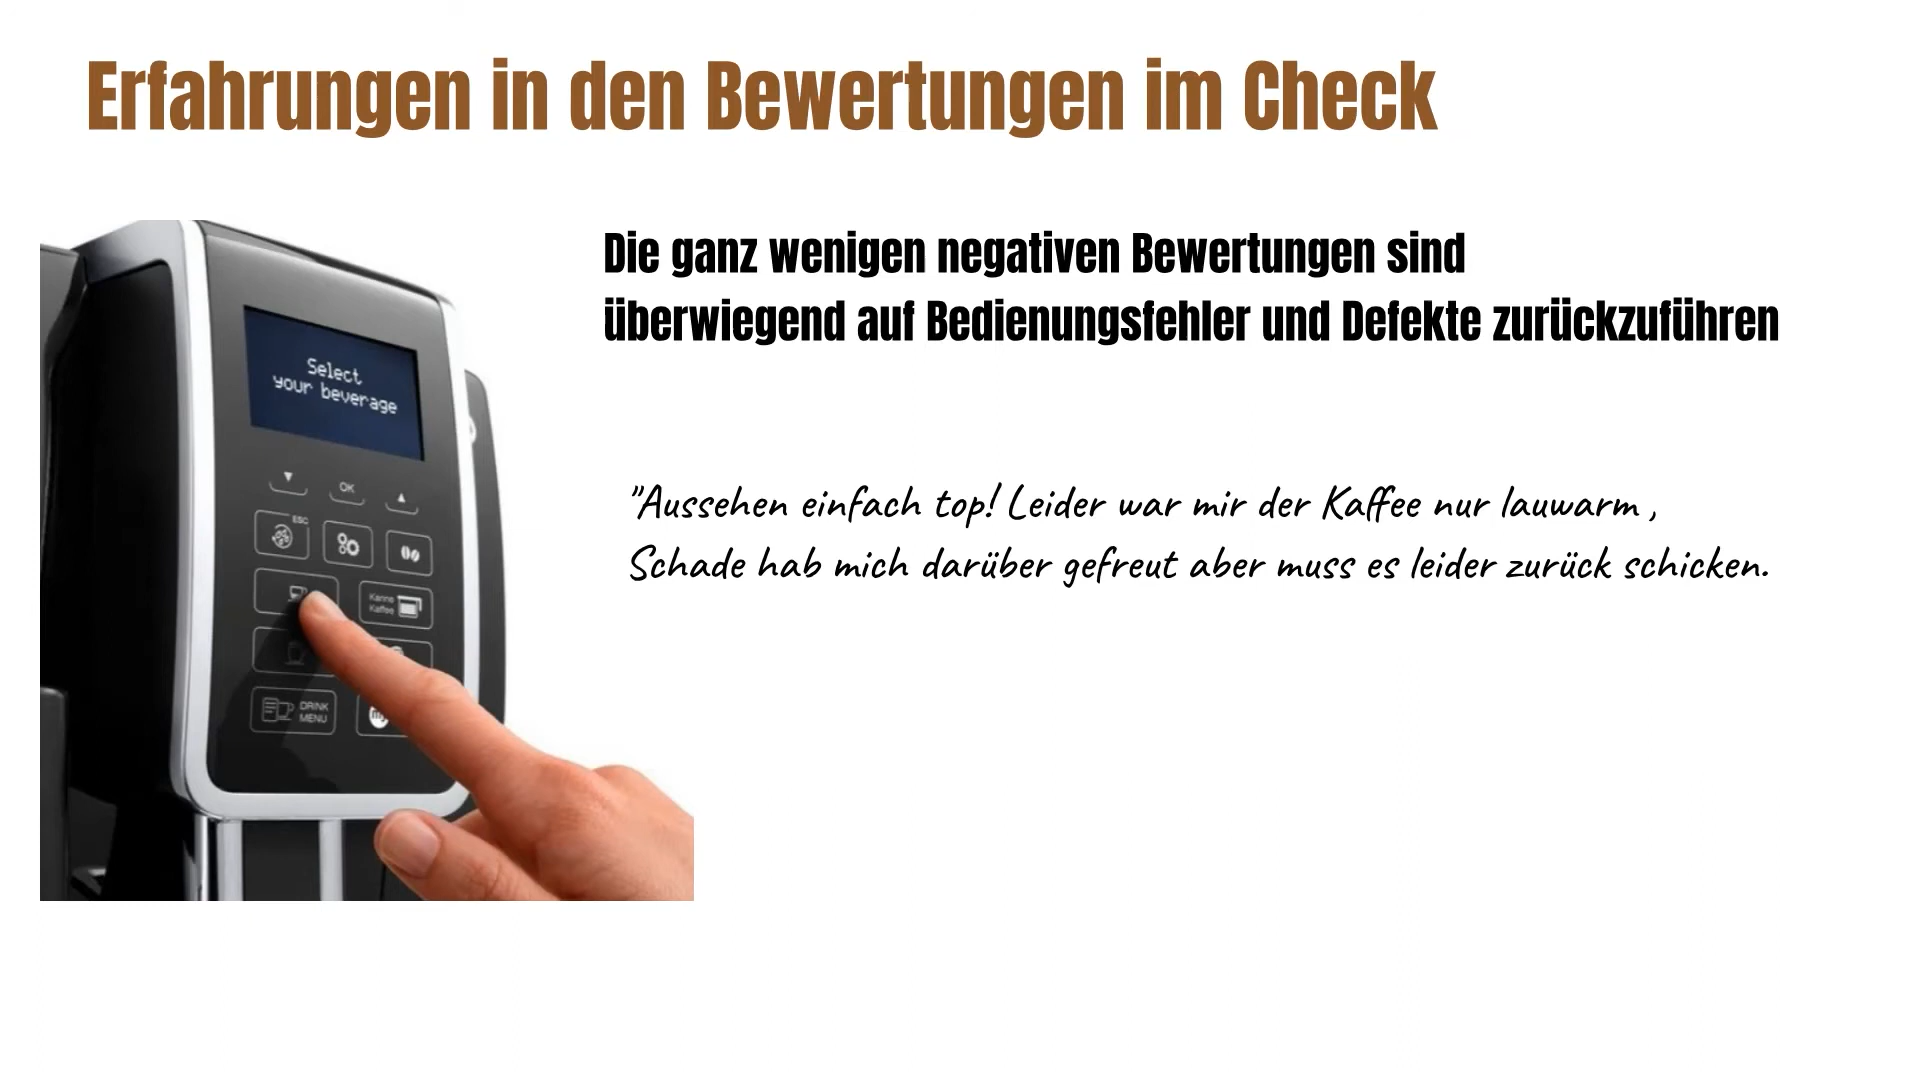 Erfahrungen in den Bewertungen im Check
Die ganz wenigen negativen Bewertungen sind
überwiegend auf Bedienungsfehler und Defekte zurückzuführen
"Aussehen einfach top! Leider war mir der Kaffee nur lauwarm ,
Schade hab mich darüber gefreut aber muss es leider zurück schicken.
Select
your beverage
OK
ESC
Kanne
Kaffee
DRINK
MENU